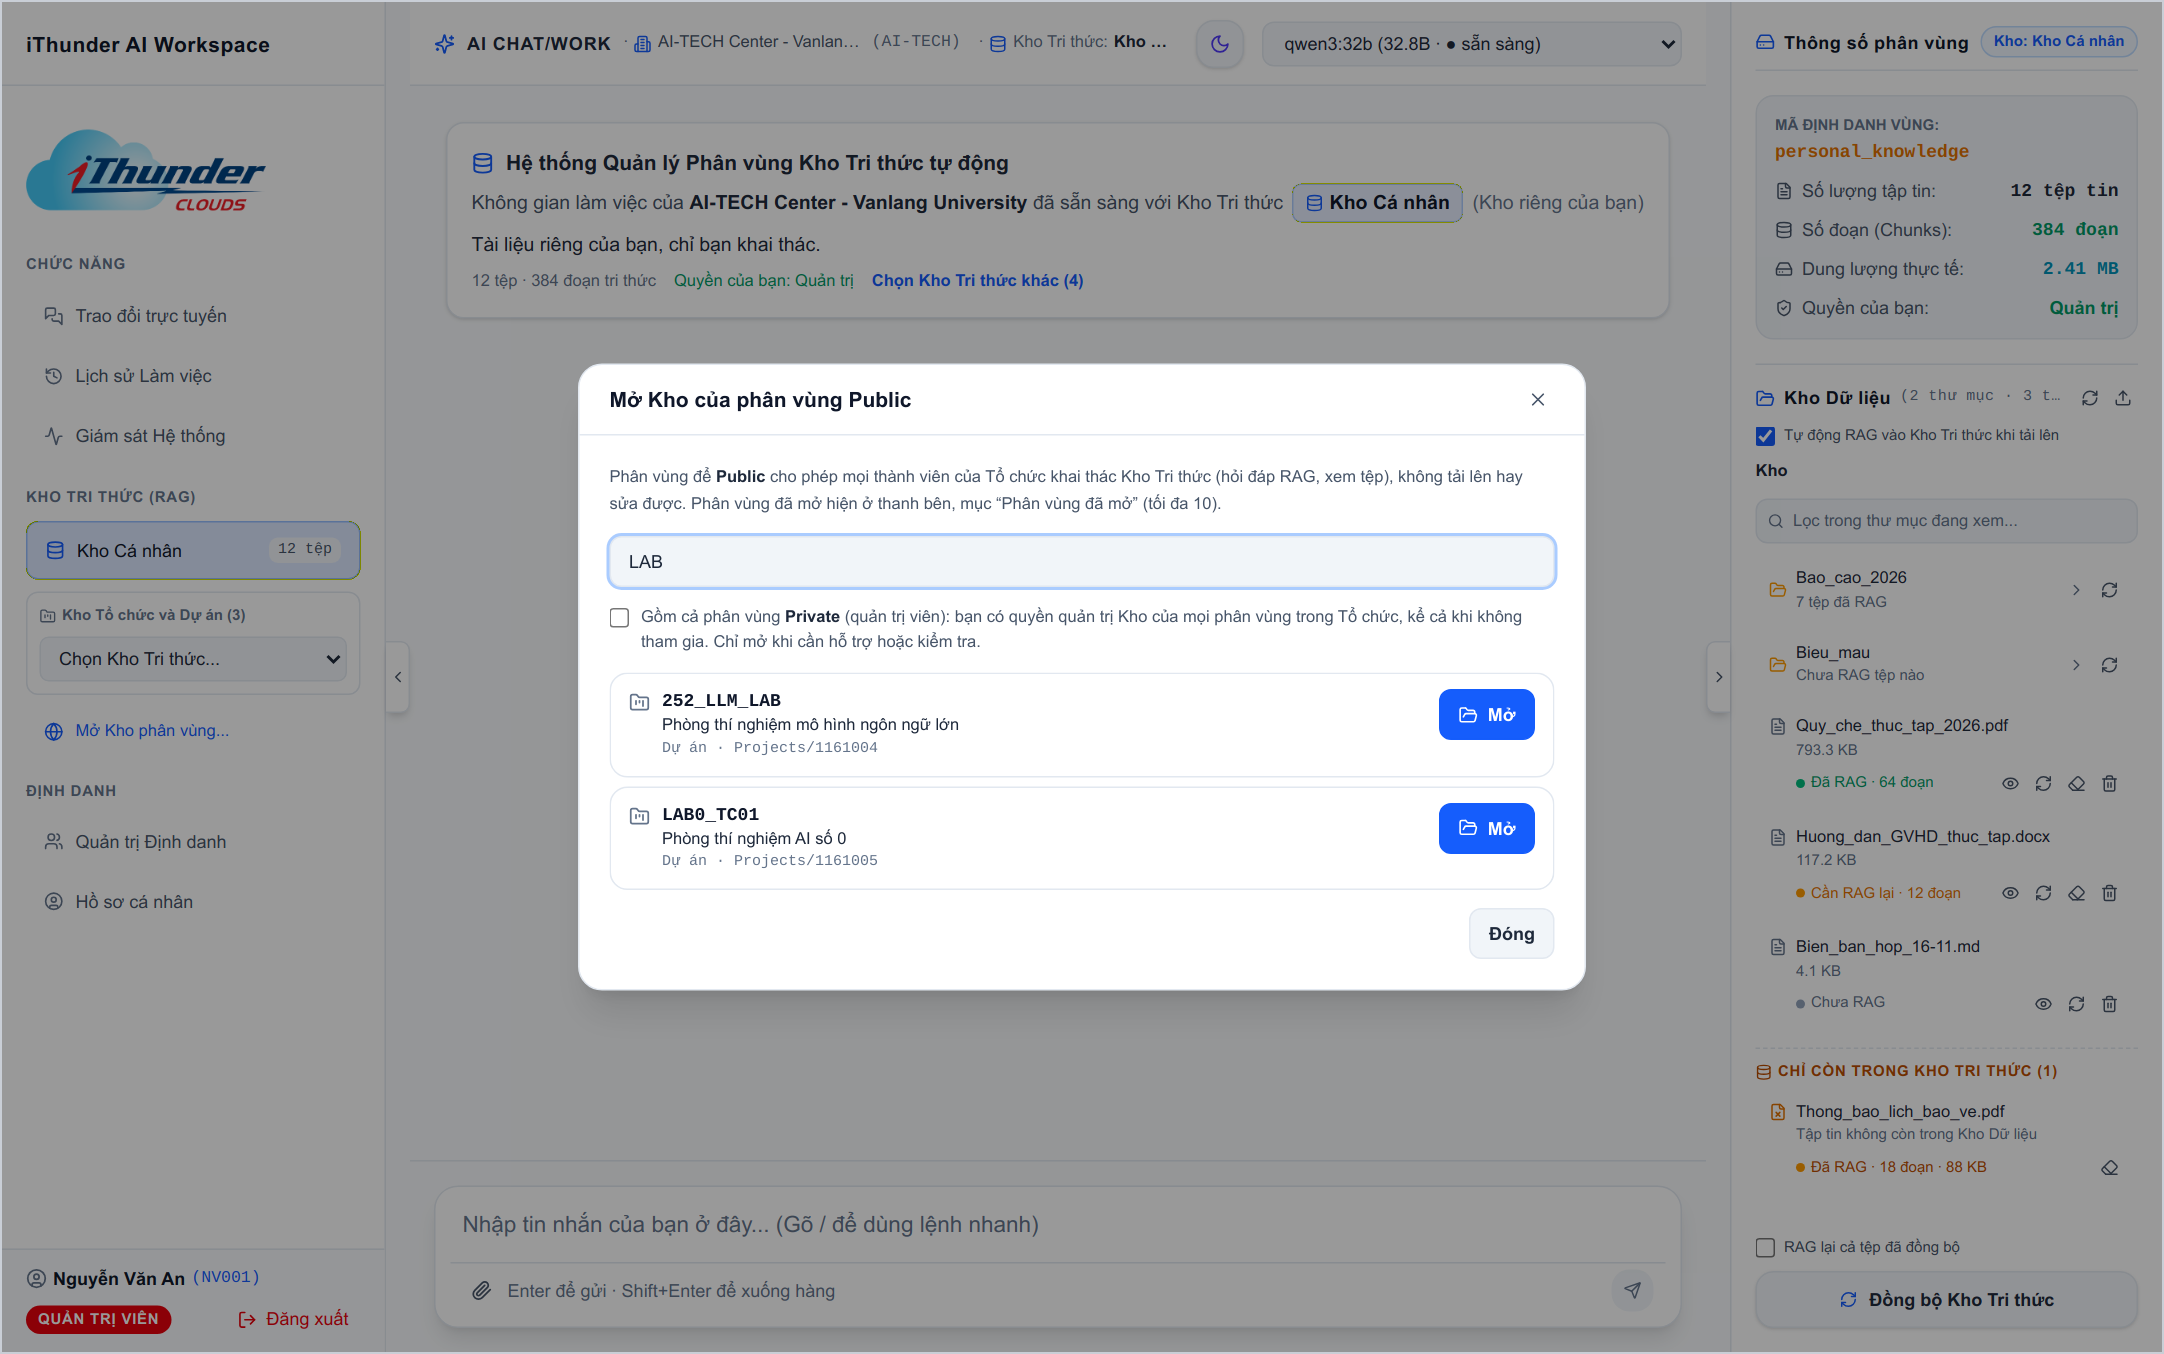 iThunder AI Workspace
iThunder
CLOUDS
CHỨC NĂNG
Trao đổi trực tuyến
Lịch sử Làm việc
Giám sát Hệ thống
KHO TRI THỨC (RAG)
Kho Cá nhân
12 tệp
Kho Tổ chức và Dự án (3)
Chọn Kho Tri thức...
Mở Kho phân vùng...
ĐỊNH DANH
Quản trị Định danh
Hồ sơ cá nhân
Nguyễn Văn An (NV001)
QUẢN TRỊ VIÊN
Đăng xuất
AI CHAT/WORK · AI-TECH Center - Vanlan... (AI-TECH) · Kho Tri thức: Kho ...
qwen3:32b (32.8B · ● sẵn sàng)
Hệ thống Quản lý Phân vùng Kho Tri thức tự động
Không gian làm việc của AI-TECH Center - Vanlang University đã sẵn sàng với Kho Tri thức Kho Cá nhân (Kho riêng của bạn)
Tài liệu riêng của bạn, chỉ bạn khai thác.
12 tệp · 384 đoạn tri thức Quyền của bạn: Quản trị Chọn Kho Tri thức khác (4)
Mở Kho của phân vùng Public
Phân vùng để Public cho phép mọi thành viên của Tổ chức khai thác Kho Tri thức (hỏi đáp RAG, xem tệp), không tải lên hay
sửa được. Phân vùng đã mở hiện ở thanh bên, mục “Phân vùng đã mở” (tối đa 10).
LAB
Gồm cả phân vùng Private (quản trị viên): bạn có quyền quản trị Kho của mọi phân vùng trong Tổ chức, kể cả khi không
tham gia. Chỉ mở khi cần hỗ trợ hoặc kiểm tra.
252_LLM_LAB
Phòng thí nghiệm mô hình ngôn ngữ lớn
Dự án · Projects/1161004
Mở
LAB0_TC01
Phòng thí nghiệm AI số 0
Dự án · Projects/1161005
Mở
Đóng
Nhập tin nhắn của bạn ở đây... (Gõ / để dùng lệnh nhanh)
Enter để gửi · Shift+Enter để xuống hàng
Thông số phân vùng
Kho: Kho Cá nhân
MÃ ĐỊNH DANH VÙNG:
personal_knowledge
Số lượng tập tin: 12 tệp tin
Số đoạn (Chunks): 384 đoạn
Dung lượng thực tế: 2.41 MB
Quyền của bạn: Quản trị
Kho Dữ liệu (2 thư mục · 3 t…
Tự động RAG vào Kho Tri thức khi tải lên
Kho
Lọc trong thư mục đang xem...
Bao_cao_2026
7 tệp đã RAG
Bieu_mau
Chưa RAG tệp nào
Quy_che_thuc_tap_2026.pdf
793.3 KB
Đã RAG · 64 đoạn
Huong_dan_GVHD_thuc_tap.docx
117.2 KB
Cần RAG lại · 12 đoạn
Bien_ban_hop_16-11.md
4.1 KB
Chưa RAG
CHỈ CÒN TRONG KHO TRI THỨC (1)
Thong_bao_lich_bao_ve.pdf
Tập tin không còn trong Kho Dữ liệu
Đã RAG · 18 đoạn · 88 KB
RAG lại cả tệp đã đồng bộ
Đồng bộ Kho Tri thức